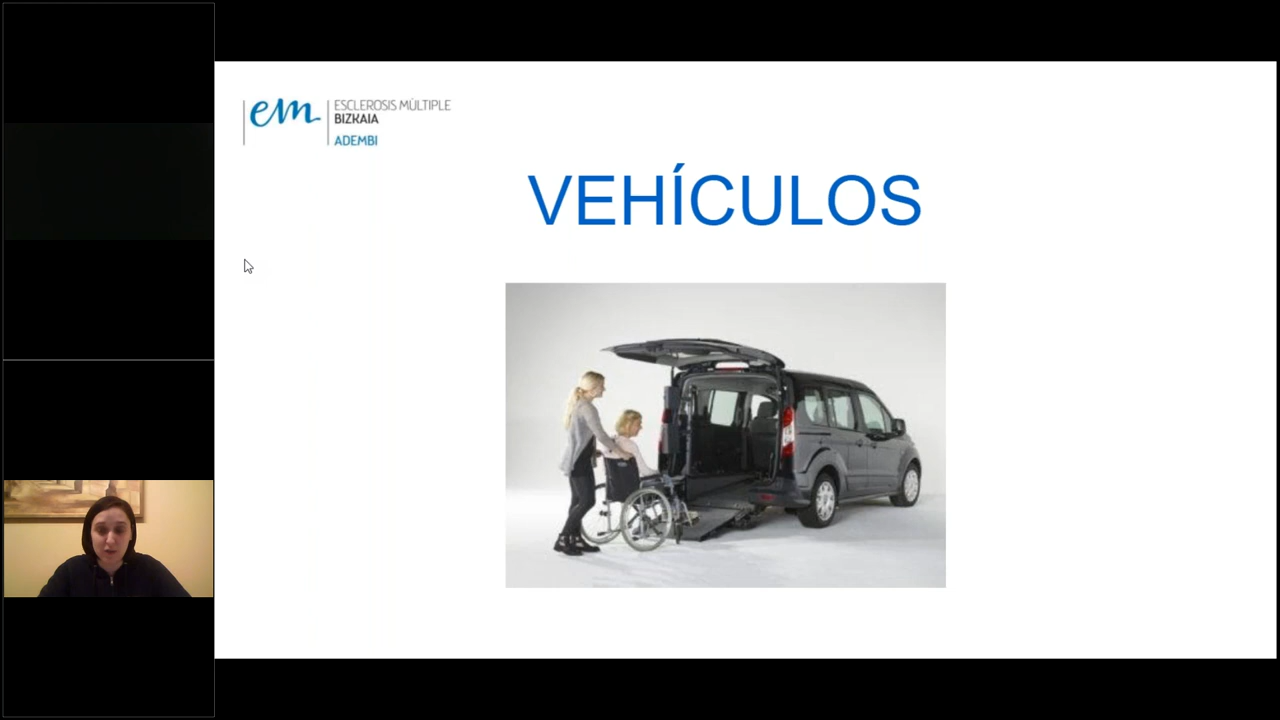 em
ESCLEROSIS MÚLTIPLE
BIZKAIA
ADEMBI
VEHÍCULOS